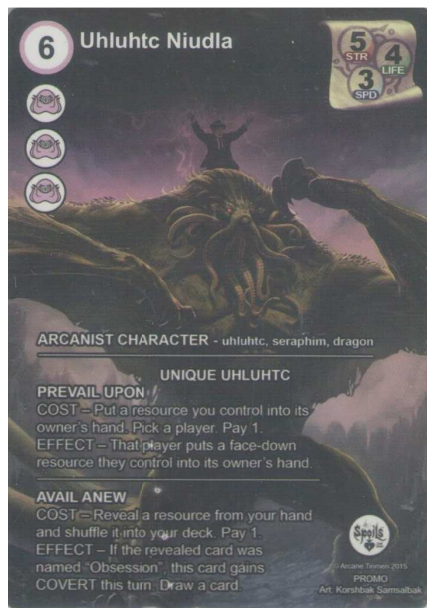 6
Uhluhtc Niudla
5
STR
4
LIFE
3
SPD
ARCANIST CHARACTER - uhluhtc, seraphim, dragon
UNIQUE UHLUHTC
PREVAIL UPON
COST – Put a resource you control into its
owner's hand. Pick a player. Pay 1.
EFFECT – That player puts a face-down
resource they control into its owner's hand.
AVAIL ANEW
COST – Reveal a resource from your hand
and shuffle it into your deck. Pay 1.
EFFECT – If the revealed card was
named "Obsession", this card gains
COVERT this turn. Draw a card.
Spoils
© Arcane Tinmen 2015
PROMO
Art: Korshbak Samsalbak